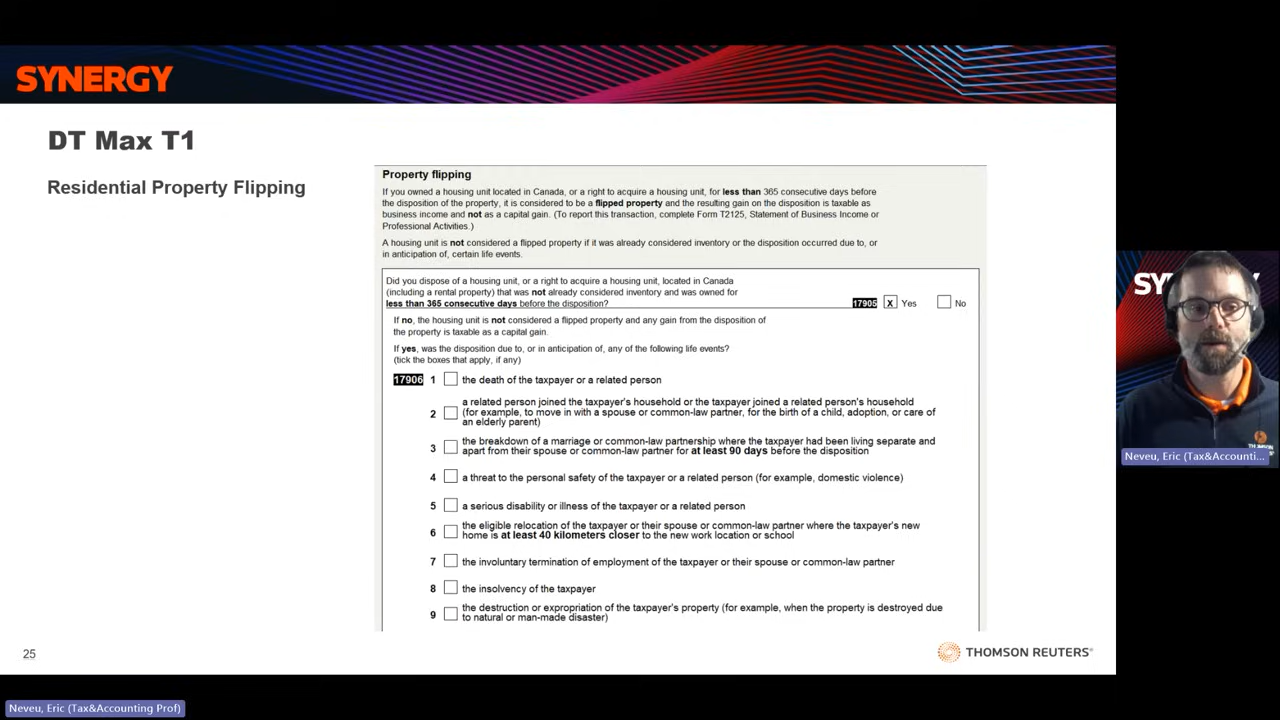 SYNERGY
DT Max T1
Residential Property Flipping
Property flipping
If you owned a housing unit located in Canada, or a right to acquire a housing unit, for less than 365 consecutive days before
the disposition of the property, it is considered to be a flipped property and the resulting gain on the disposition is taxable as
business income and not as a capital gain. (To report this transaction, complete Form T2125, Statement of Business Income or
Professional Activities.)
A housing unit is not considered a flipped property if it was already considered inventory or the disposition occurred due to, or
in anticipation of, certain life events.
Did you dispose of a housing unit, or a right to acquire a housing unit, located in Canada
(including a rental property) that was not already considered inventory and was owned for
less than 365 consecutive days before the disposition? 17905 X Yes No
If no, the housing unit is not considered a flipped property and any gain from the disposition of
the property is taxable as a capital gain.
If yes, was the disposition due to, or in anticipation of, any of the following life events?
(tick the boxes that apply, if any)
17906 1 the death of the taxpayer or a related person
a related person joined the taxpayer's household or the taxpayer joined a related person's household
2 (for example, to move in with a spouse or common-law partner, for the birth of a child, adoption, or care of
an elderly parent)
the breakdown of a marriage or common-law partnership where the taxpayer had been living separate and
3 apart from their spouse or common-law partner for at least 90 days before the disposition
4 a threat to the personal safety of the taxpayer or a related person (for example, domestic violence)
5 a serious disability or illness of the taxpayer or a related person
the eligible relocation of the taxpayer or their spouse or common-law partner where the taxpayer's new
6 home is at least 40 kilometers closer to the new work location or school
7 the involuntary termination of employment of the taxpayer or their spouse or common-law partner
8 the insolvency of the taxpayer
the destruction or expropriation of the taxpayer's property (for example, when the property is destroyed due
9 to natural or man-made disaster)
25
THOMSON REUTERS
SY
Neveu, Eric (Tax&Accounti...
Neveu, Eric (Tax&Accounting Prof)